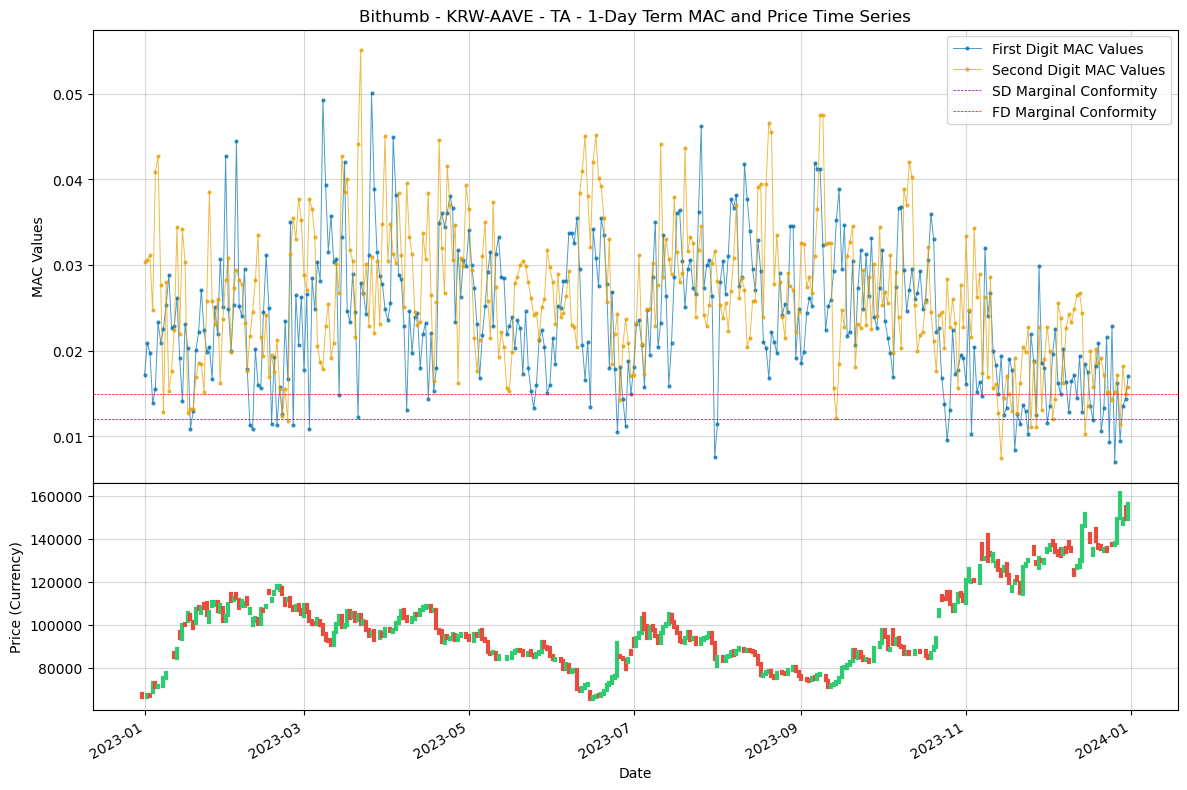 Bithumb - KRW-AAVE - TA - 1-Day Term MAC and Price Time Series
First Digit MAC Values
Second Digit MAC Values
SD Marginal Conformity
FD Marginal Conformity
MAC Values
0.05
0.04
0.03
0.02
0.01
Price (Currency)
160000
140000
120000
100000
80000
2023-01
2023-03
2023-05
2023-07
2023-09
2023-11
2024-01
Date